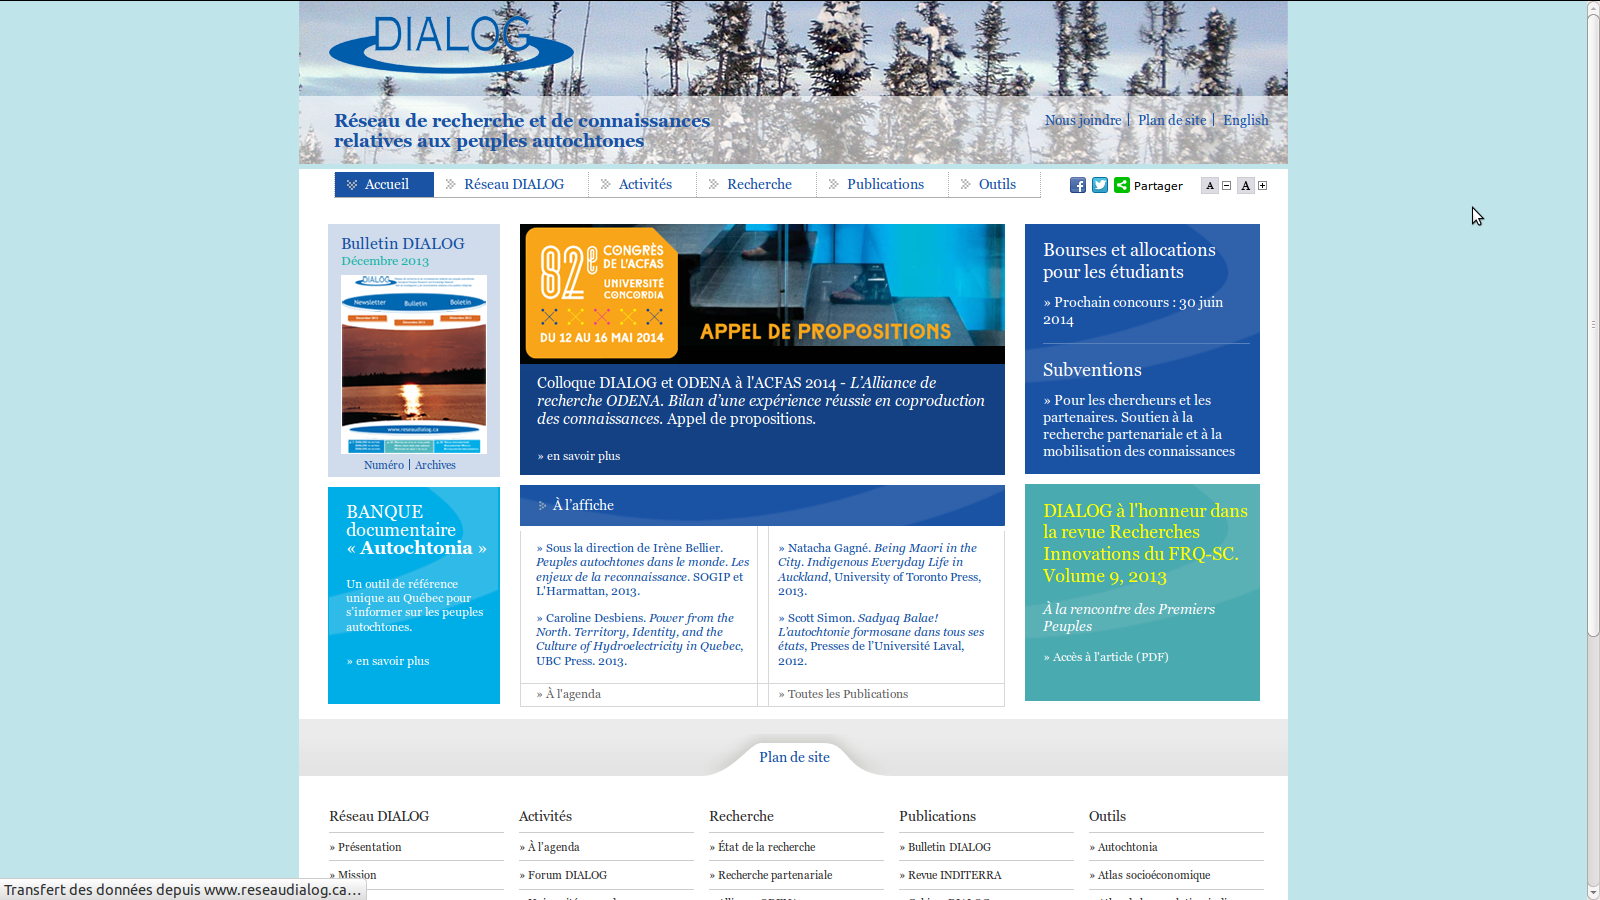 DIALOG
Réseau de recherche et de connaissances
relatives aux peuples autochtones
Nous joindre | Plan de site | English
Accueil
Réseau DIALOG
Activités
Recherche
Publications
Outils
Partager
A
A
Bulletin DIALOG
Décembre 2013
DIALOG
Newsletter Bulletin Boletín
www.reseaudialog.ca
Numéro | Archives
BANQUE
documentaire
« Autochtonia »
Un outil de référence
unique au Québec pour
s'informer sur les peuples
autochtones.
» en savoir plus
82e CONGRÈS
DE L'ACFAS
UNIVERSITÉ
CONCORDIA
DU 12 AU 16 MAI 2014
APPEL DE PROPOSITIONS
Colloque DIALOG et ODENA à l'ACFAS 2014 - L'Alliance de
recherche ODENA. Bilan d'une expérience réussie en coproduction
des connaissances. Appel de propositions.
» en savoir plus
À l'affiche
» Sous la direction de Irène Bellier.
Peuples autochtones dans le monde. Les
enjeux de la reconnaissance. SOGIP et
L'Harmattan, 2013.
» Caroline Desbiens. Power from the
North. Territory, Identity, and the
Culture of Hydroelectricity in Quebec,
UBC Press. 2013.
» À l'agenda
» Natacha Gagné. Being Maori in the
City. Indigenous Everyday Life in
Auckland, University of Toronto Press,
2013.
» Scott Simon. Sadyaq Balae!
L'autochtonie formosane dans tous ses
états, Presses de l'Université Laval,
2012.
» Toutes les Publications
Bourses et allocations
pour les étudiants
» Prochain concours : 30 juin
2014
Subventions
» Pour les chercheurs et les
partenaires. Soutien à la
recherche partenariale et à la
mobilisation des connaissances
DIALOG à l'honneur dans
la revue Recherches
Innovations du FRQ-SC.
Volume 9, 2013
À la rencontre des Premiers
Peuples
» Accès à l'article (PDF)
Plan de site
Réseau DIALOG
» Présentation
» Mission
Activités
» À l'agenda
» Forum DIALOG
Recherche
» État de la recherche
» Recherche partenariale
Publications
» Bulletin DIALOG
» Revue INDITERRA
Outils
» Autochtonia
» Atlas socioéconomique
Transfert des données depuis www.reseaudialog.ca...